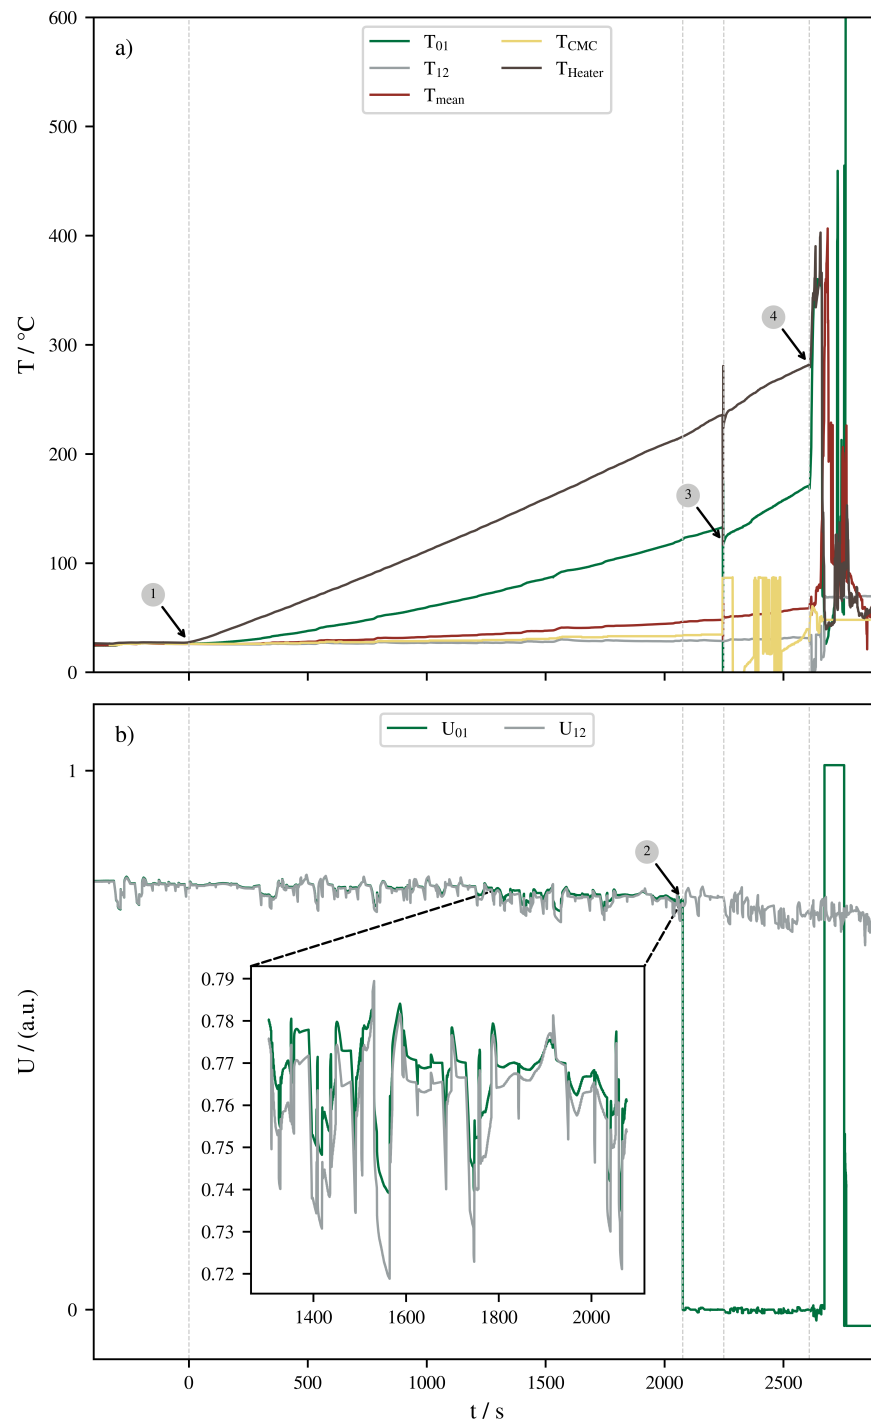 a)
T₀₁
T₁₂
Tmean
TCMC
THeater
600
500
400
300
200
100
0
T / °C
1
3
4
b)
U₀₁
U₁₂
1
0
U / (a.u.)
2
0.79
0.78
0.77
0.76
0.75
0.74
0.73
0.72
1400 1600 1800 2000
0 500 1000 1500 2000 2500
t / s